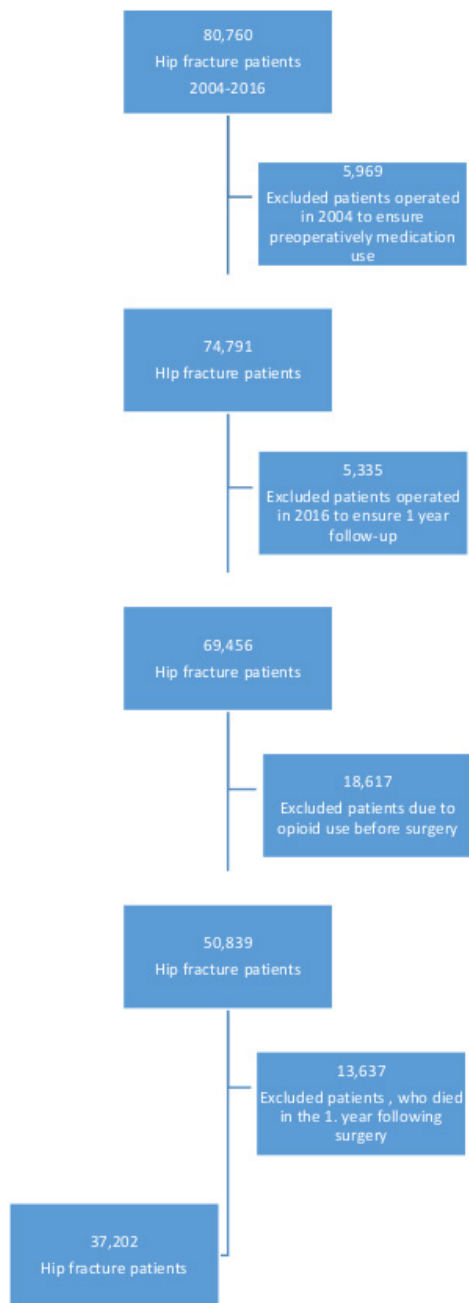 80,760
Hip fracture patients
2004-2016
5,969
Excluded patients operated
in 2004 to ensure
preoperatively medication
use
74,791
HIp fracture patients
5,335
Excluded patients operated
in 2016 to ensure 1 year
follow-up
69,456
Hip fracture patients
18,617
Excluded patients due to
opioid use before surgery
50,839
Hip fracture patients
13,637
Excluded patients , who died
in the 1. year following
surgery
37,202
Hip fracture patients